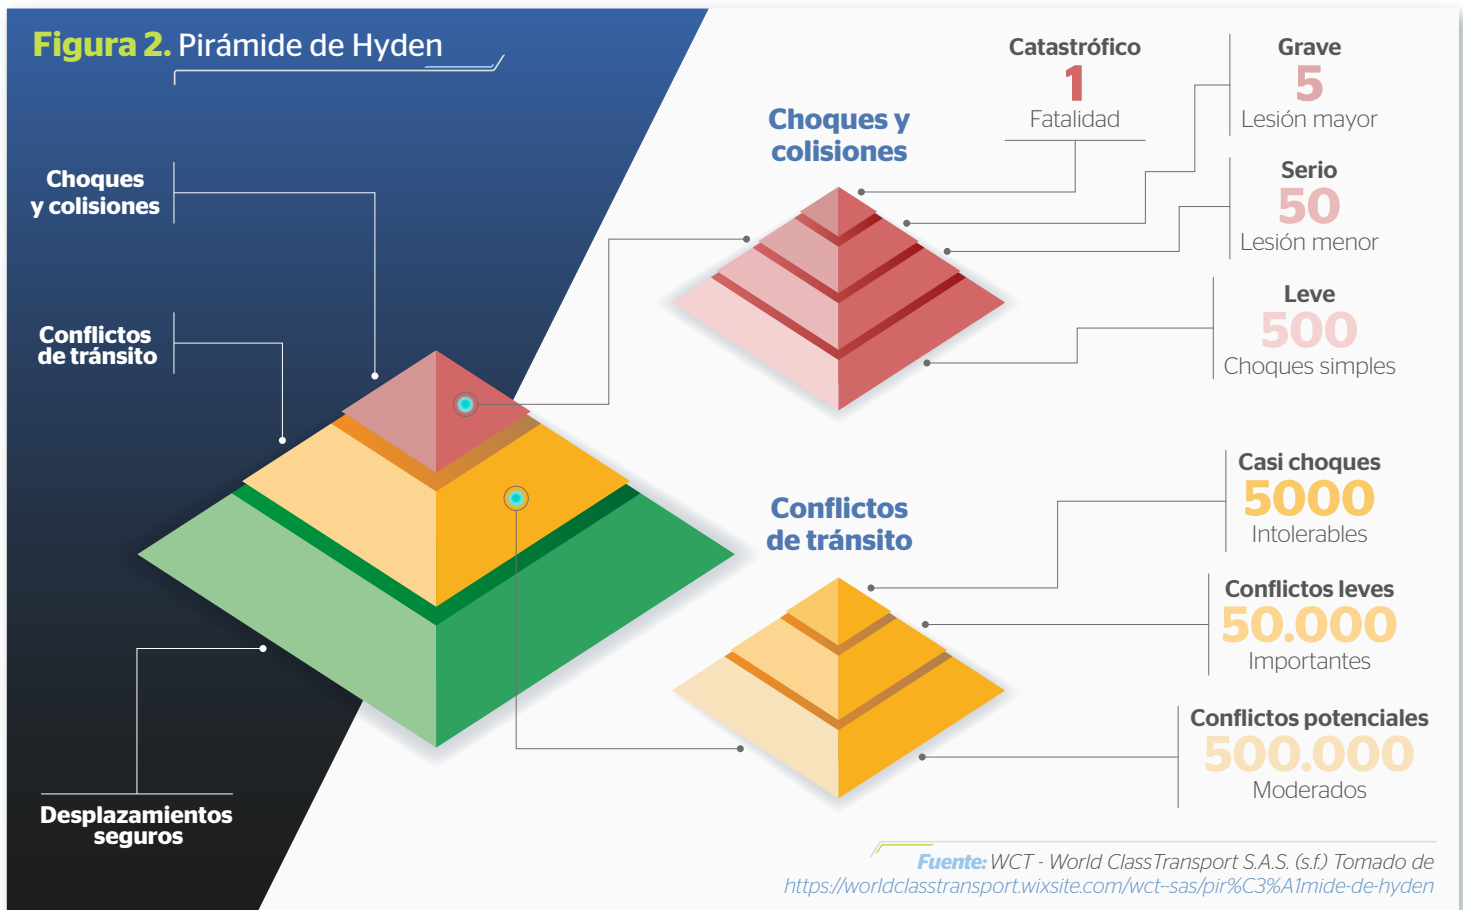 Figura 2. Pirámide de Hyden
Choques
y colisiones
Conflictos
de tránsito
Desplazamientos
seguros
Choques y
colisiones
Catastrófico
1
Fatalidad
Grave
5
Lesión mayor
Serio
50
Lesión menor
Leve
500
Choques simples
Conflictos
de tránsito
Casi choques
5000
Intolerables
Conflictos leves
50.000
Importantes
Conflictos potenciales
500.000
Moderados
Fuente: WCT - World ClassTransport S.A.S. (s.f.) Tomado de
https://worldclasstransport.wixsite.com/wct-sas/pir%C3%A1mide-de-hyden